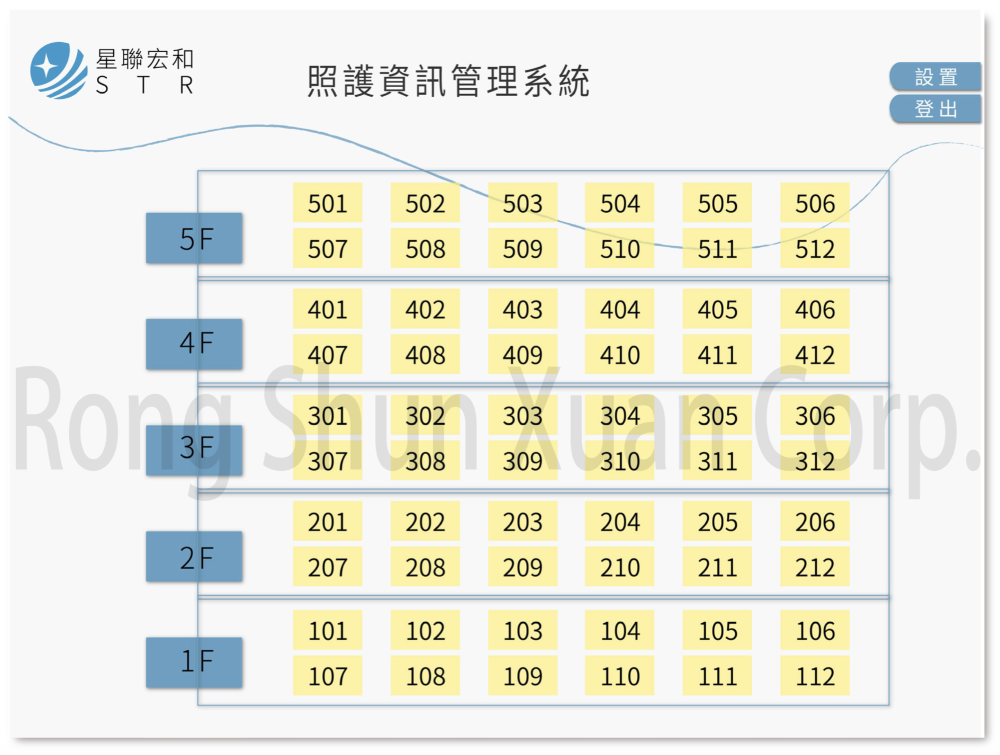 星聯宏和
STR
照護資訊管理系統
設置
登出
5F
501 502 503 504 505 506
507 508 509 510 511 512
4F
401 402 403 404 405 406
407 408 409 410 411 412
Rong Shun Xuan Corp.
3F
301 302 303 304 305 306
307 308 309 310 311 312
2F
201 202 203 204 205 206
207 208 209 210 211 212
1F
101 102 103 104 105 106
107 108 109 110 111 112